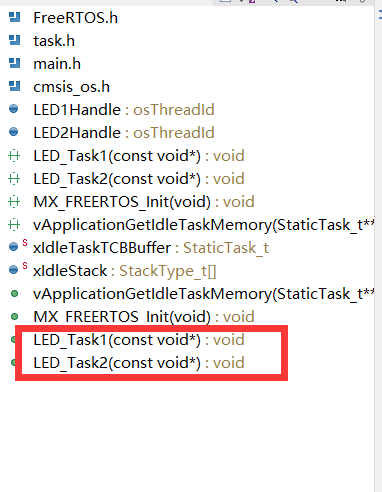 FreeRTOS.h
task.h
main.h
cmsis_os.h
LED1Handle : osThreadId
LED2Handle : osThreadId
LED_Task1(const void*) : void
LED_Task2(const void*) : void
MX_FREERTOS_Init(void) : void
vApplicationGetIdleTaskMemory(StaticTask_t**
S xIdleTaskTCBBuffer : StaticTask_t
S xIdleStack : StackType_t[]
vApplicationGetIdleTaskMemory(StaticTask_t**
MX_FREERTOS_Init(void) : void
LED_Task1(const void*) : void
LED_Task2(const void*) : void